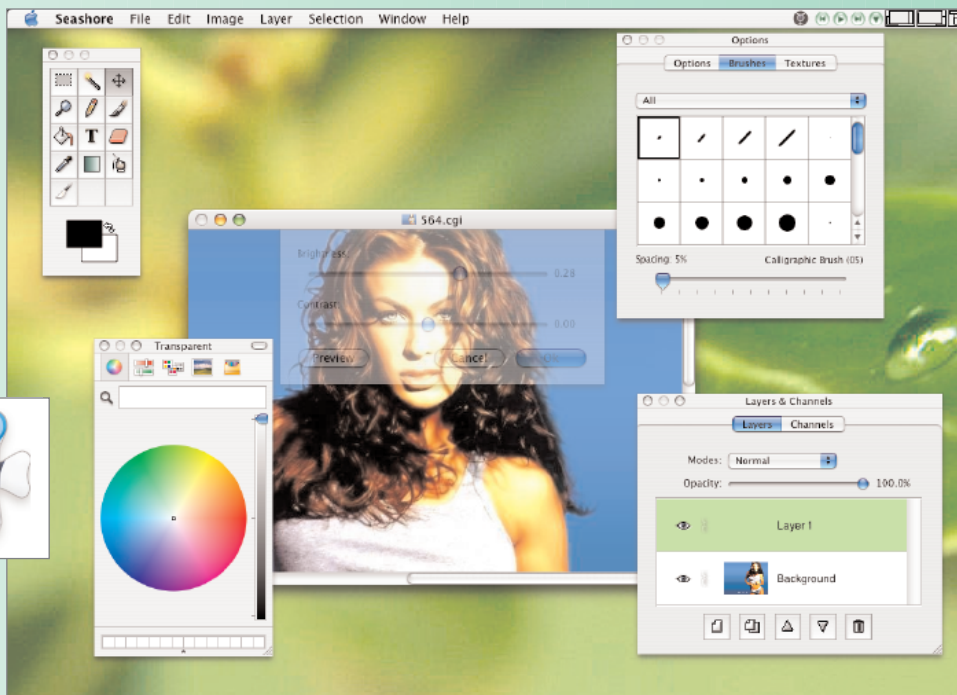 Seashore File Edit Image Layer Selection Window Help
Options
Options Brushes Textures
All
Spacing: 5% Calligraphic Brush (05)
T
564.cgi
Brightness: 0.28
Contrast: 0.00
Preview Cancel OK
Transparent
Layers & Channels
Layers Channels
Modes: Normal
Opacity: 100.0%
Layer 1
Background